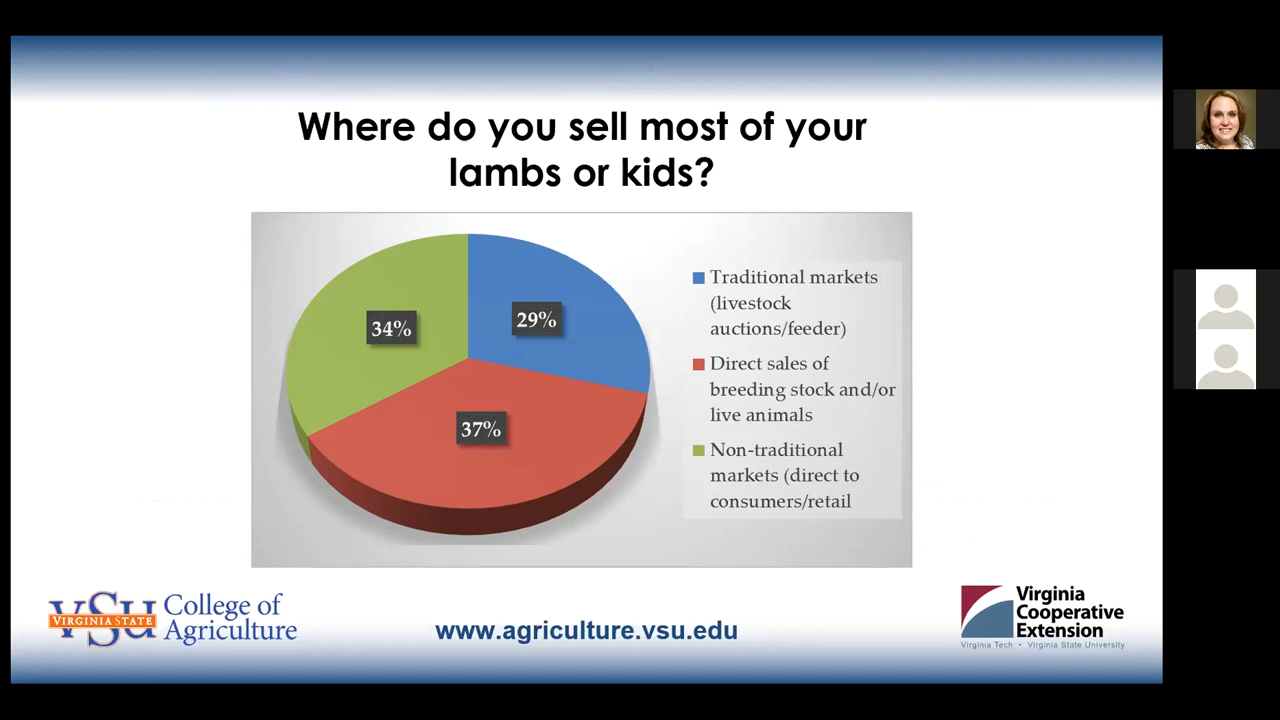 Where do you sell most of your
lambs or kids?
34%
29%
37%
Traditional markets
(livestock
auctions/feeder)
Direct sales of
breeding stock and/or
live animals
Non-traditional
markets (direct to
consumers/retail
VSU
VIRGINIA STATE
College of
Agriculture
www.agriculture.vsu.edu
Virginia
Cooperative
Extension
Virginia Tech • Virginia State University